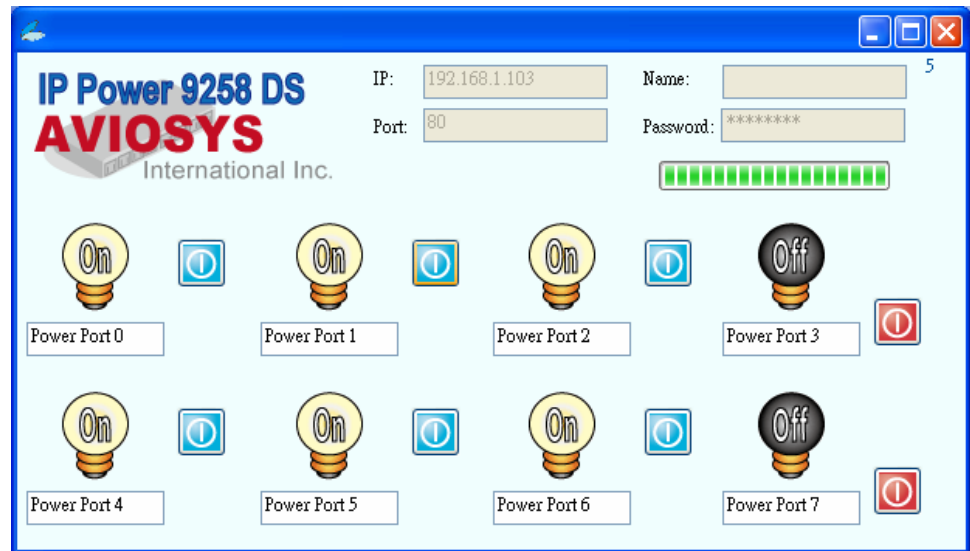 IP Power 9258 DS
AVIOSYS
International Inc.
IP: 192.168.1.103 Name:
Port: 80 Password: ********
5
On On On Off
Power Port 0 Power Port 1 Power Port 2 Power Port 3
On On On Off
Power Port 4 Power Port 5 Power Port 6 Power Port 7